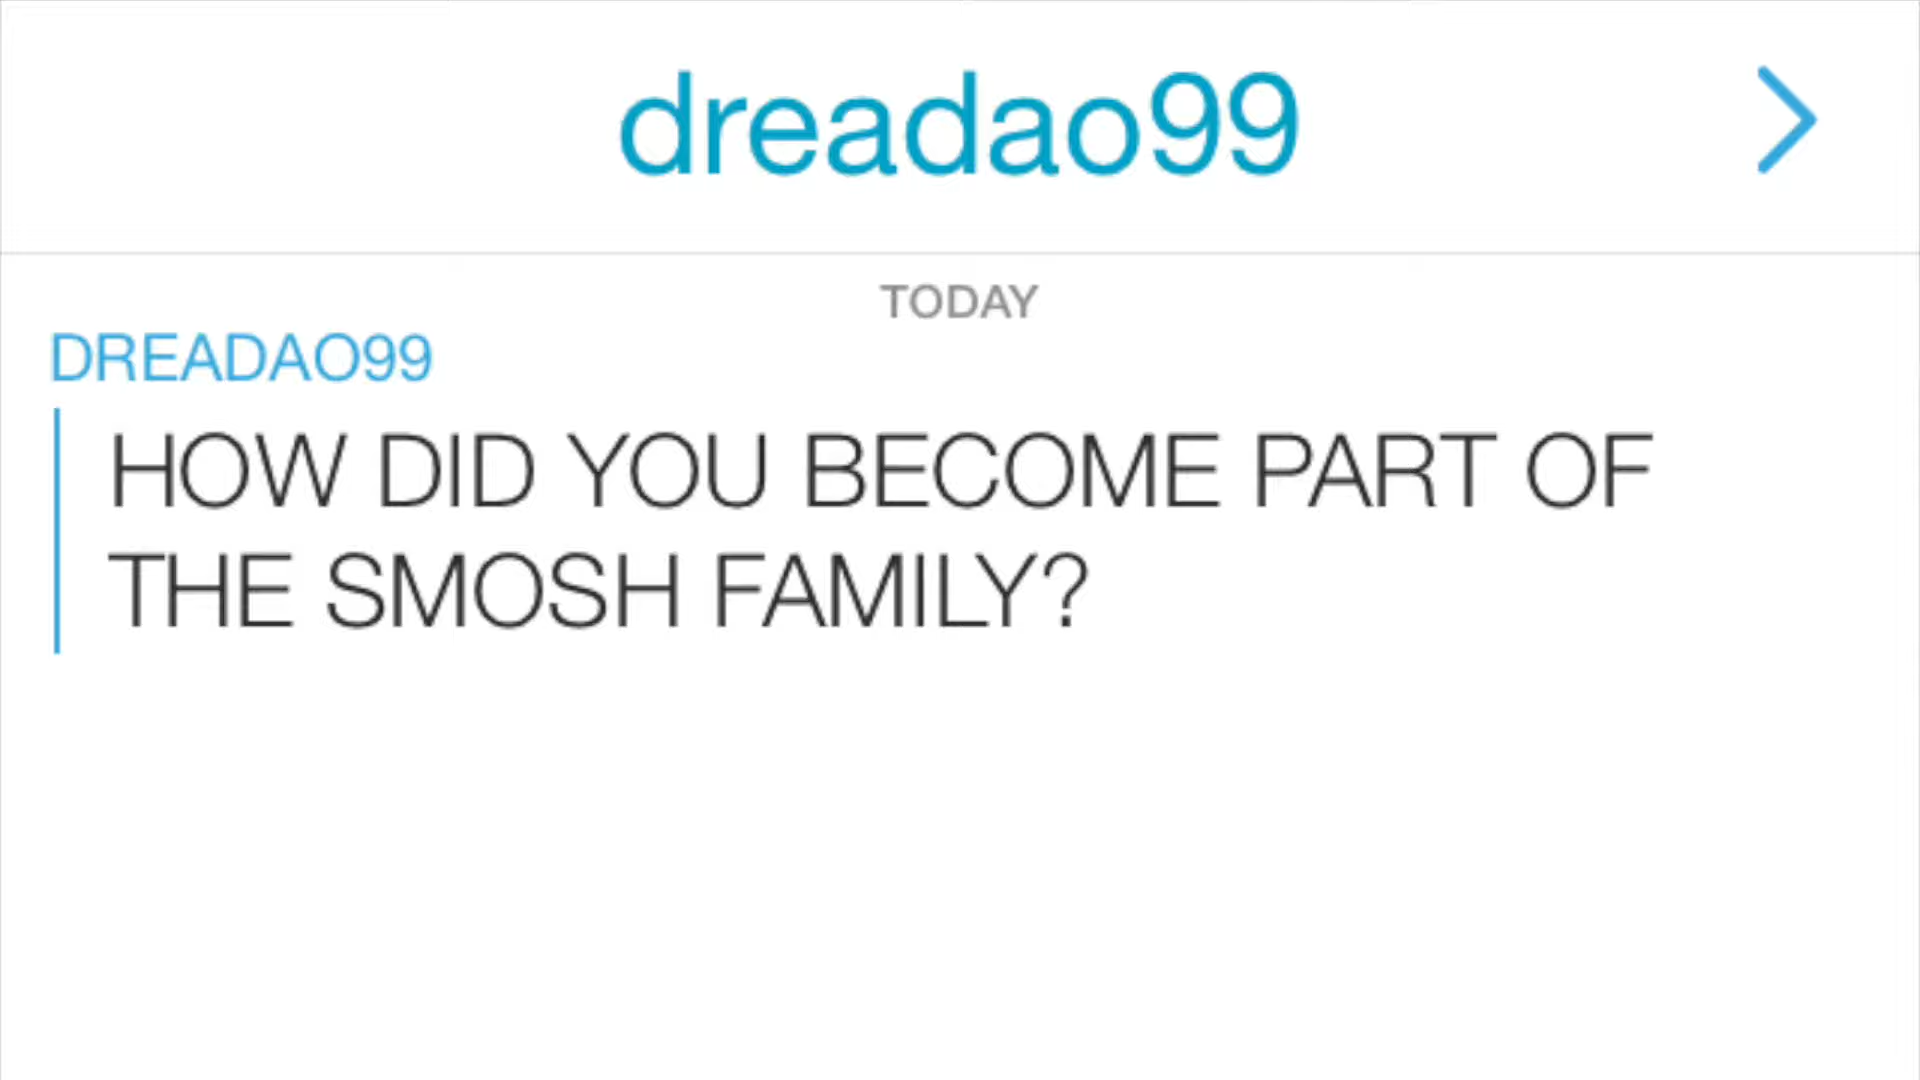 dreadao99
TODAY
DREADAO99
HOW DID YOU BECOME PART OF
THE SMOSH FAMILY?